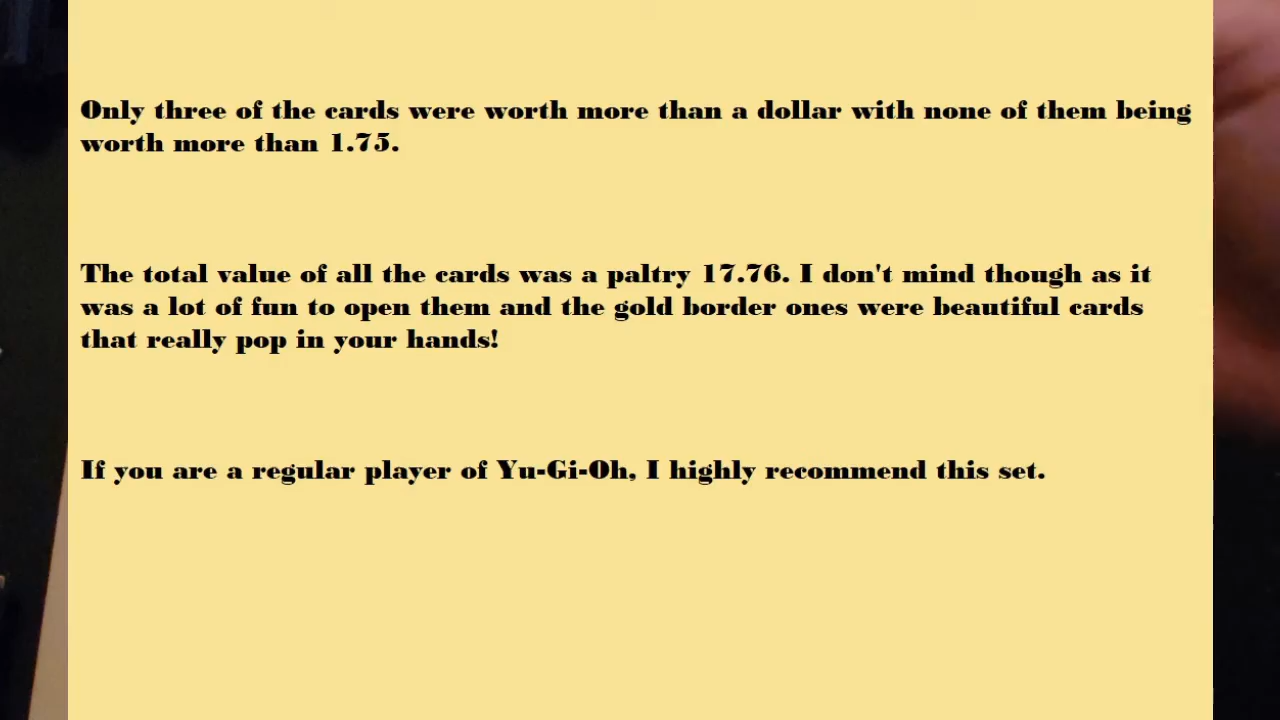 Only three of the cards were worth more than a dollar with none of them being
worth more than 1.75.
The total value of all the cards was a paltry 17.76. I don't mind though as it
was a lot of fun to open them and the gold border ones were beautiful cards
that really pop in your hands!
If you are a regular player of Yu-Gi-Oh, I highly recommend this set.